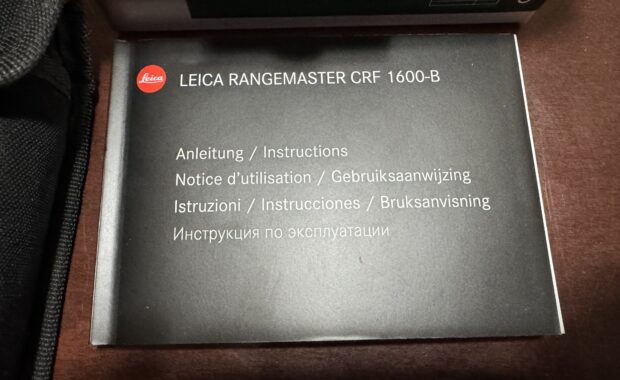 Leica LEICA RANGEMASTER CRF 1600-B
Anleitung / Instructions
Notice d'utilisation / Gebruiksaanwijzing
Istruzioni / Instrucciones / Bruksanvisning
Инструкция по эксплуатации